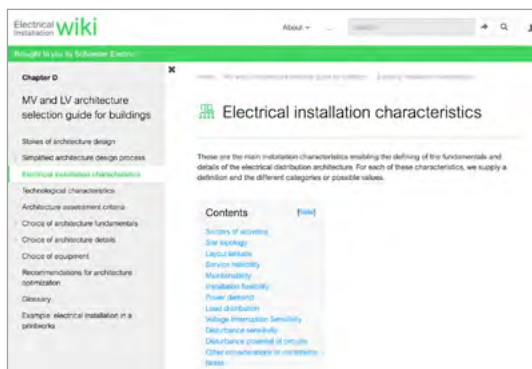 Electrical
Installation
wiki
About
...
Brought to you by Schneider Electric
Chapter D
MV and LV architecture
selection guide for buildings
Stakes of architecture design
Simplified architecture design process
Electrical installation characteristics
Technological characteristics
Architecture assessment criteria
Choice of architecture fundamentals
Choice of architecture details
Choice of equipment
Recommendations for architecture
optimization
Glossary
Example: electrical installation in a
printworks
Electrical installation characteristics
These are the main installation characteristics enabling the defining of the fundamentals and
details of the electrical distribution architecture. For each of these characteristics, we supply a
definition and the different categories or possible values.
Contents
[hide]
Sectors of activities
Site topology
Layout latitude
Service reliability
Maintainability
Installation flexibility
Power demand
Load distribution
Voltage Interruption Sensitivity
Disturbance sensitivity
Disturbance potential of circuits
Other considerations or constraints
Notes